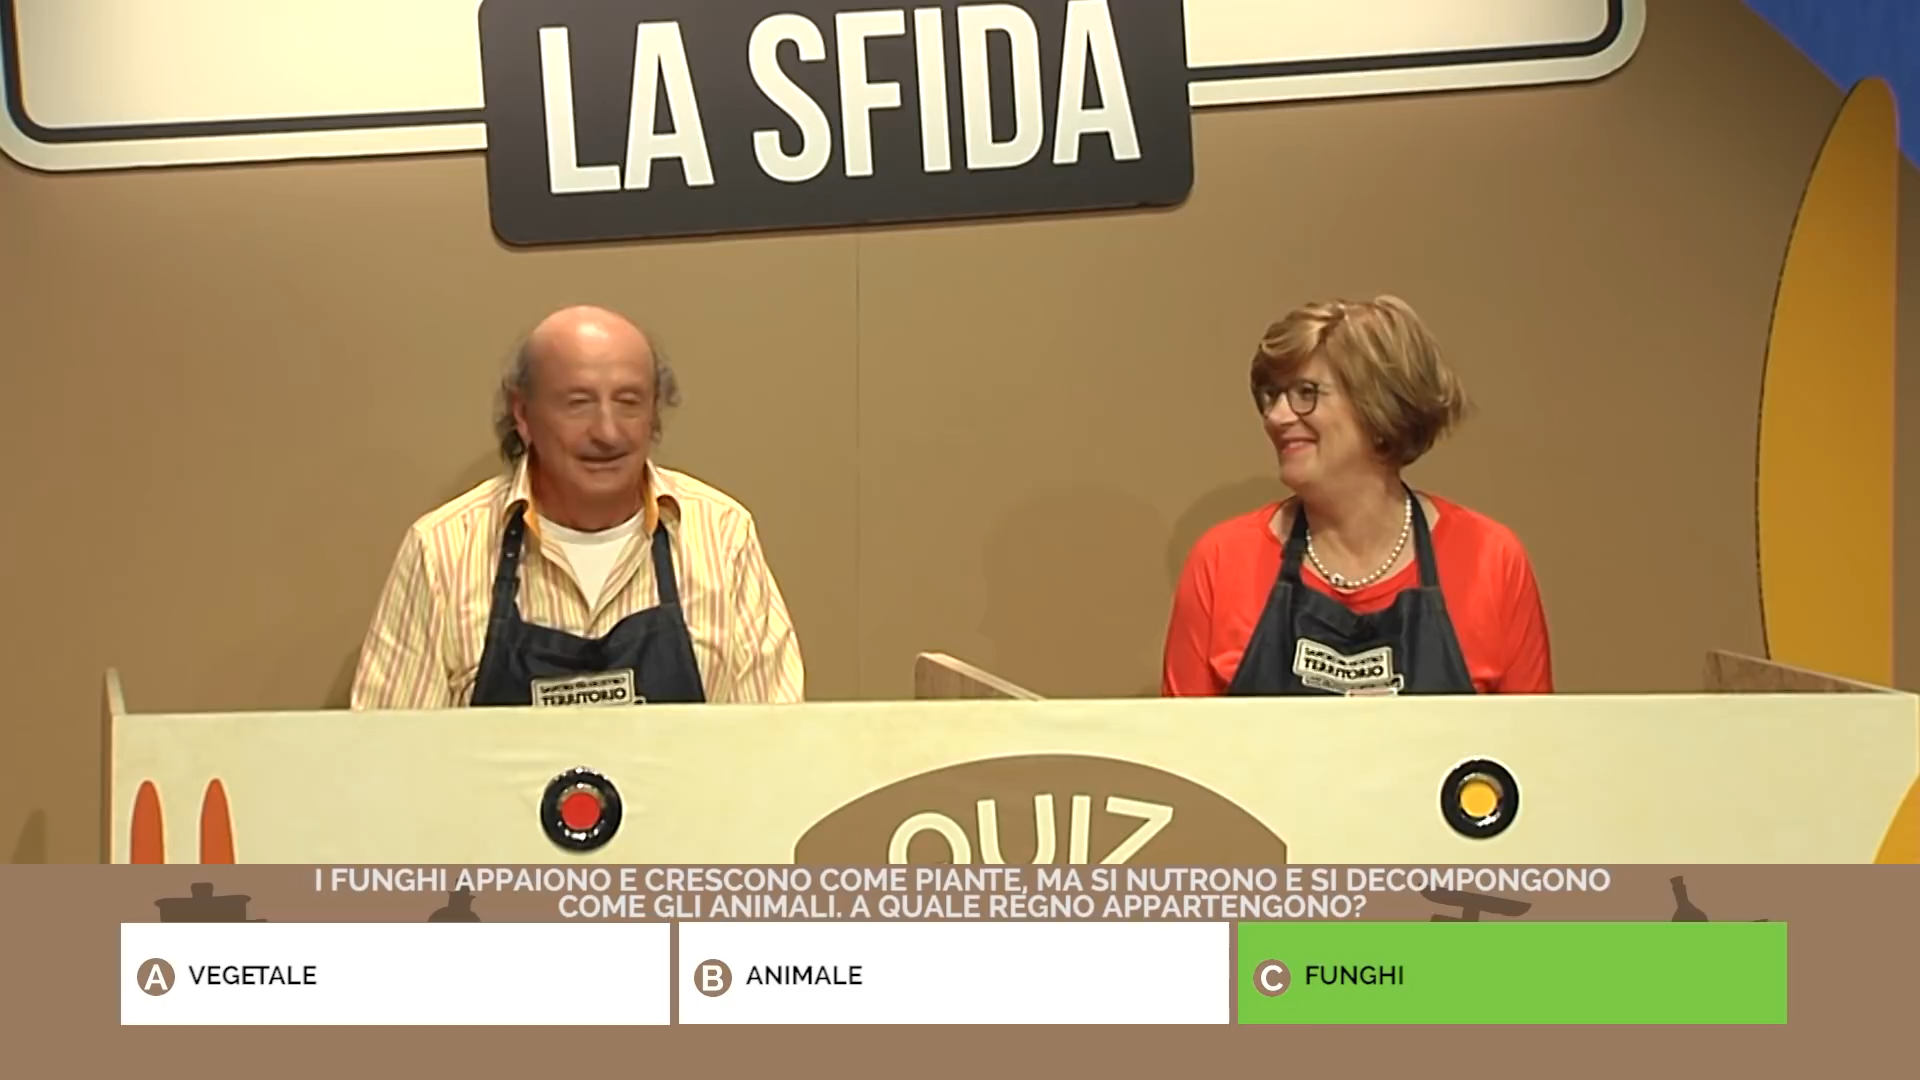 LA SFIDA
TERRITORIO
TERRITORIO
QUIZ
I FUNGHI APPAIONO E CRESCONO COME PIANTE, MA SI NUTRONO E SI DECOMPONGONO
COME GLI ANIMALI. A QUALE REGNO APPARTENGONO?
A VEGETALE
B ANIMALE
C FUNGHI